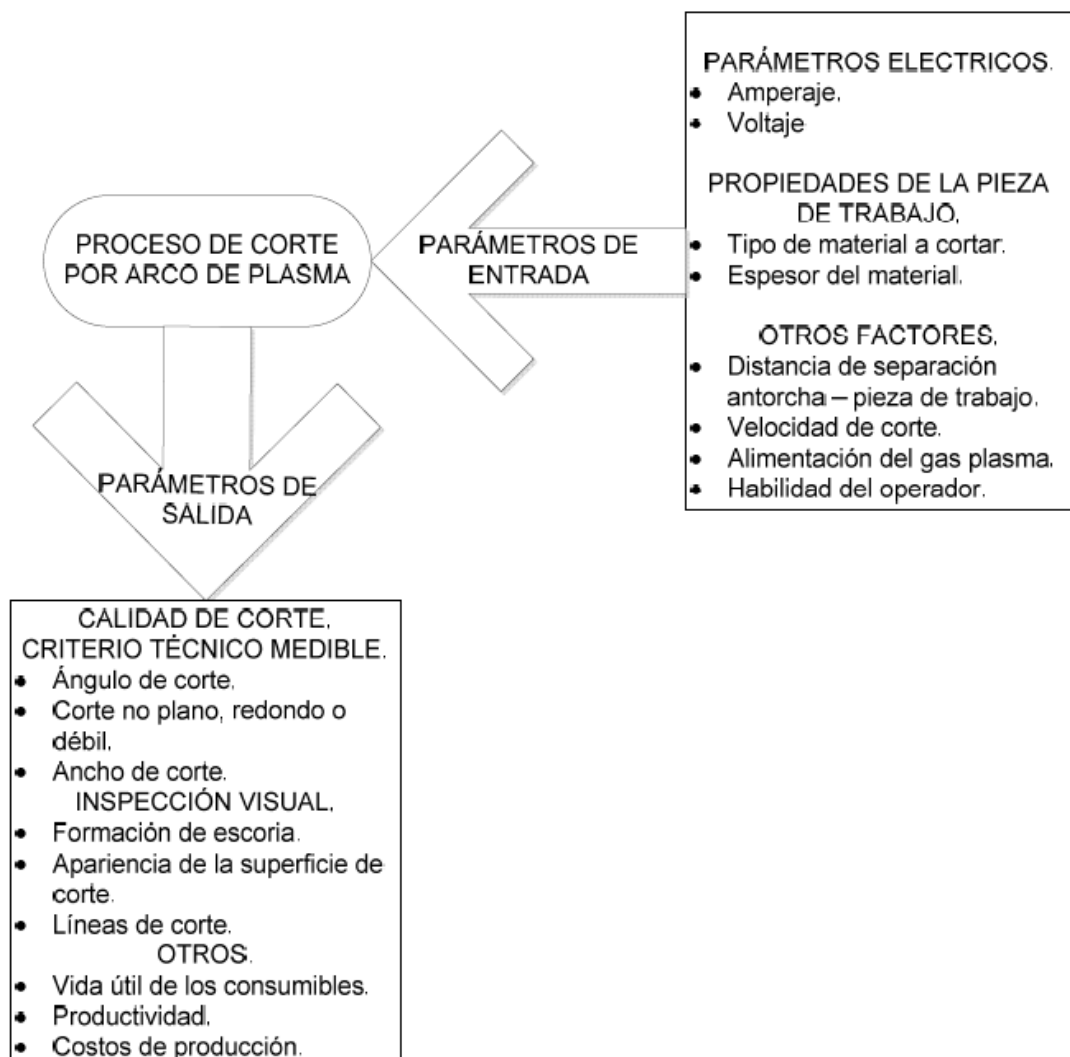 PARÁMETROS ELECTRICOS.
• Amperaje.
• Voltaje
PROPIEDADES DE LA PIEZA
DE TRABAJO.
• Tipo de material a cortar.
• Espesor del material.
OTROS FACTORES.
• Distancia de separación
antorcha – pieza de trabajo.
• Velocidad de corte.
• Alimentación del gas plasma.
• Habilidad del operador.
PARÁMETROS DE
ENTRADA
PROCESO DE CORTE
POR ARCO DE PLASMA
PARÁMETROS DE
SALIDA
CALIDAD DE CORTE,
CRITERIO TÉCNICO MEDIBLE.
• Ángulo de corte.
• Corte no plano, redondo o
débil.
• Ancho de corte.
INSPECCIÓN VISUAL.
• Formación de escoria.
• Apariencia de la superficie de
corte.
• Líneas de corte.
OTROS.
• Vida útil de los consumibles.
• Productividad.
• Costos de producción.